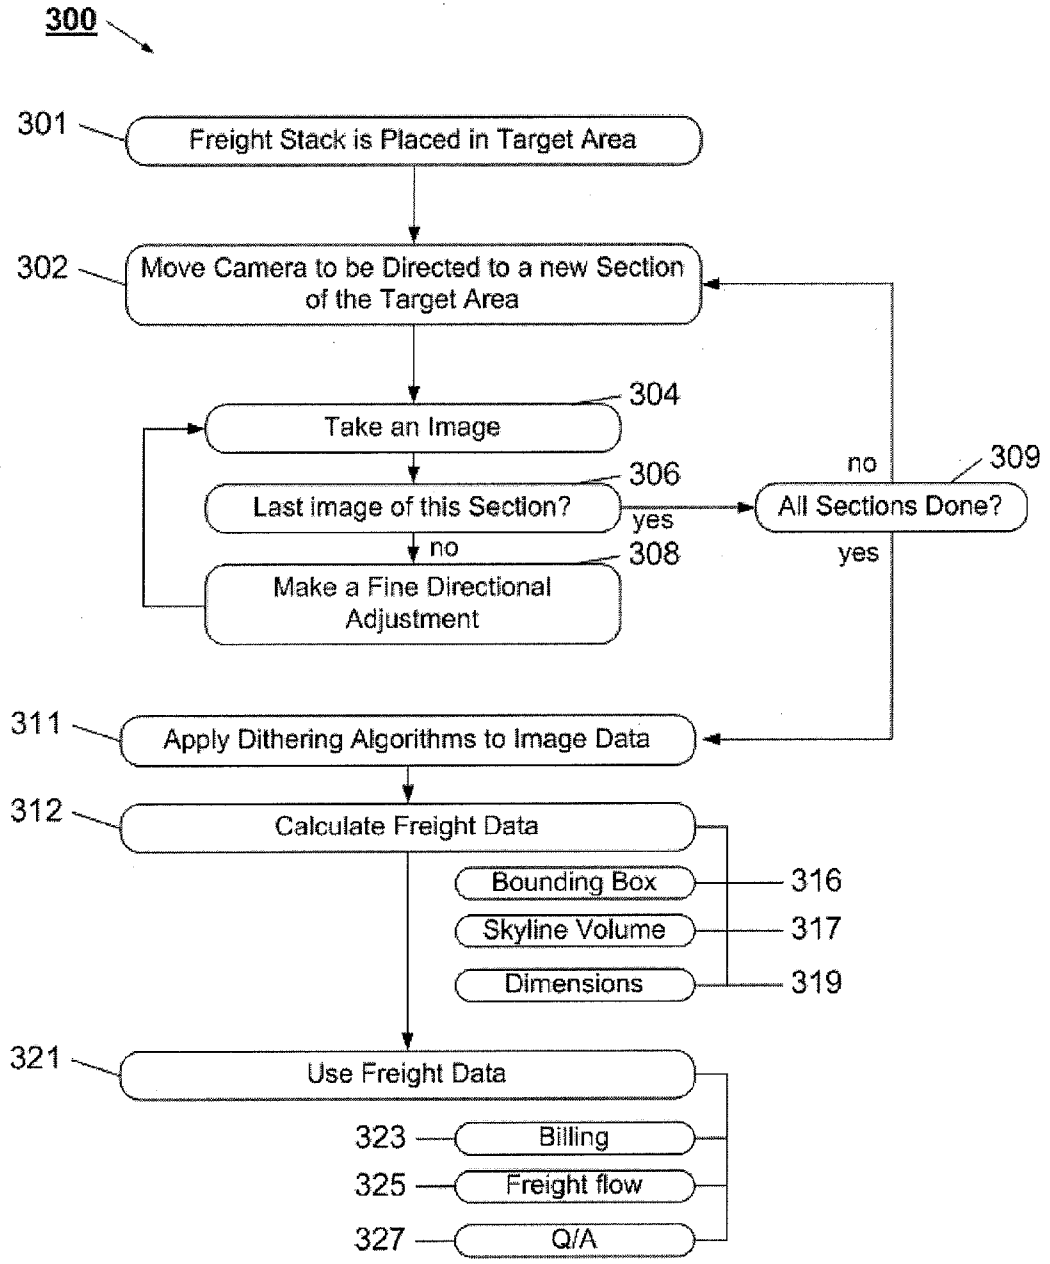 300
301
Freight Stack is Placed in Target Area
302
Move Camera to be Directed to a new Section
of the Target Area
304
Take an Image
306
Last image of this Section?
yes
no
309
All Sections Done?
no
yes
308
Make a Fine Directional
Adjustment
311
Apply Dithering Algorithms to Image Data
312
Calculate Freight Data
Bounding Box
316
Skyline Volume
317
Dimensions
319
321
Use Freight Data
323
Billing
325
Freight flow
327
Q/A